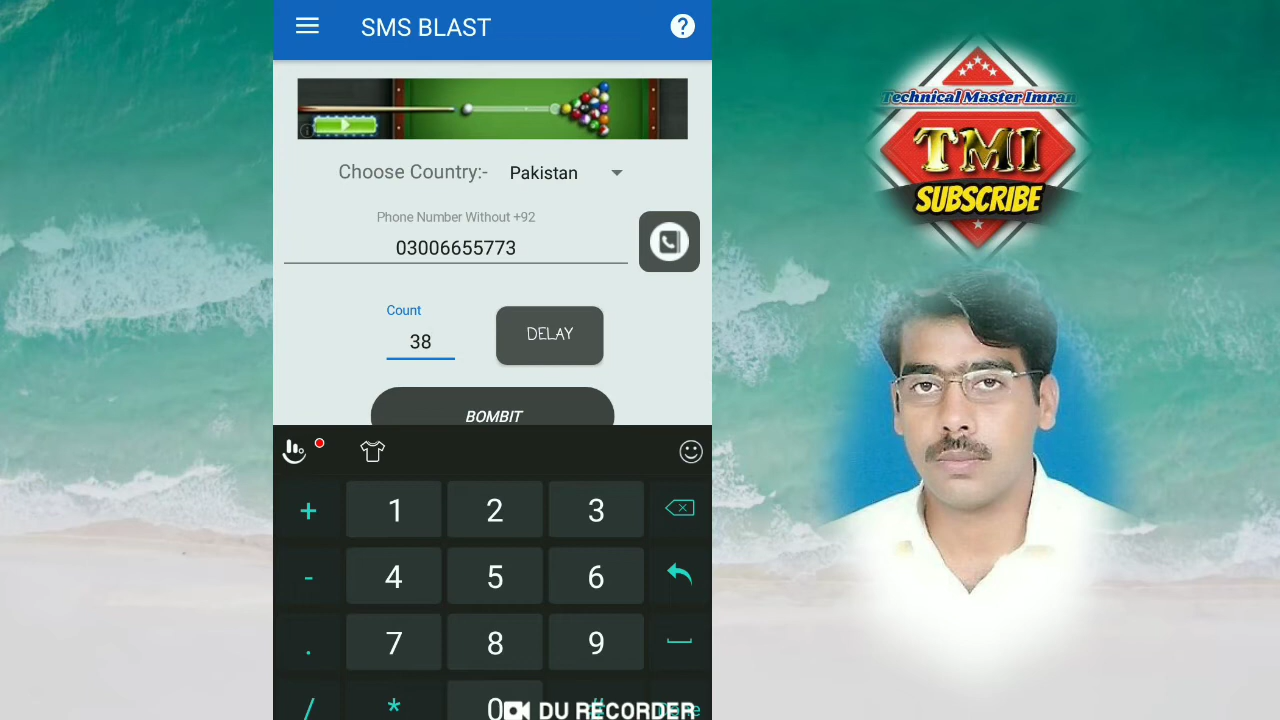 SMS BLAST
?
Choose Country:- Pakistan
Phone Number Without +92
03006655773
Count
38
DELAY
BOMBIT
+ 1 2 3
- 4 5 6
. 7 8 9
/ * 0 #
DU RECORDER
Technical Master Imran
TMI
SUBSCRIBE